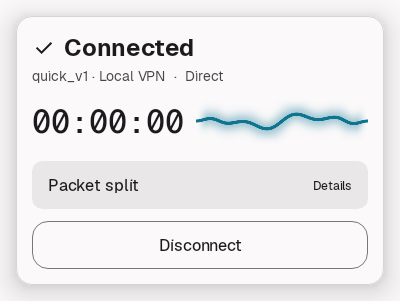 Connected
quick_v1 · Local VPN · Direct
00:00:00
Packet split
Details
Disconnect